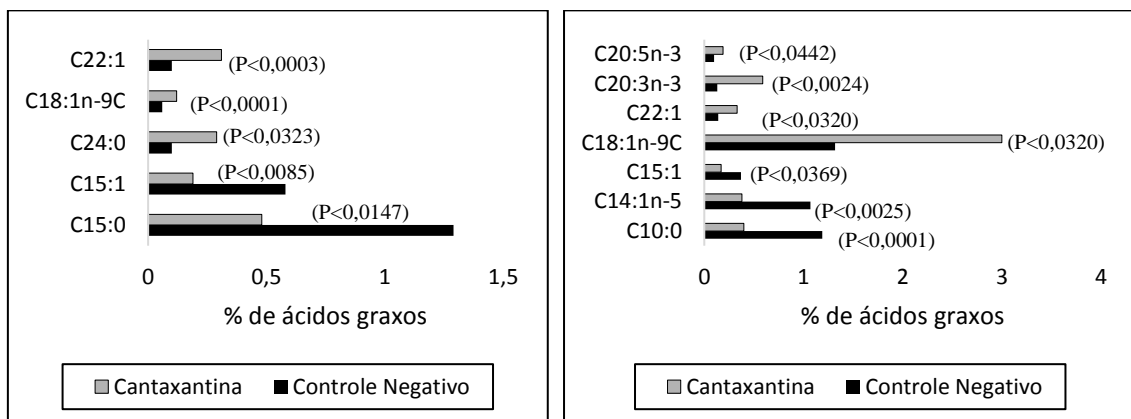 C22:1 (P<0,0003)
C18:1n-9C (P<0,0001)
C24:0 (P<0,0323)
C15:1 (P<0,0085)
C15:0 (P<0,0147)
0 0,5 1 1,5
% de ácidos graxos
Cantaxantina Controle Negativo
C20:5n-3 (P<0,0442)
C20:3n-3 (P<0,0024)
C22:1 (P<0,0320)
C18:1n-9C (P<0,0320)
C15:1 (P<0,0369)
C14:1n-5 (P<0,0025)
C10:0 (P<0,0001)
0 1 2 3 4
% de ácidos graxos
Cantaxantina Controle Negativo